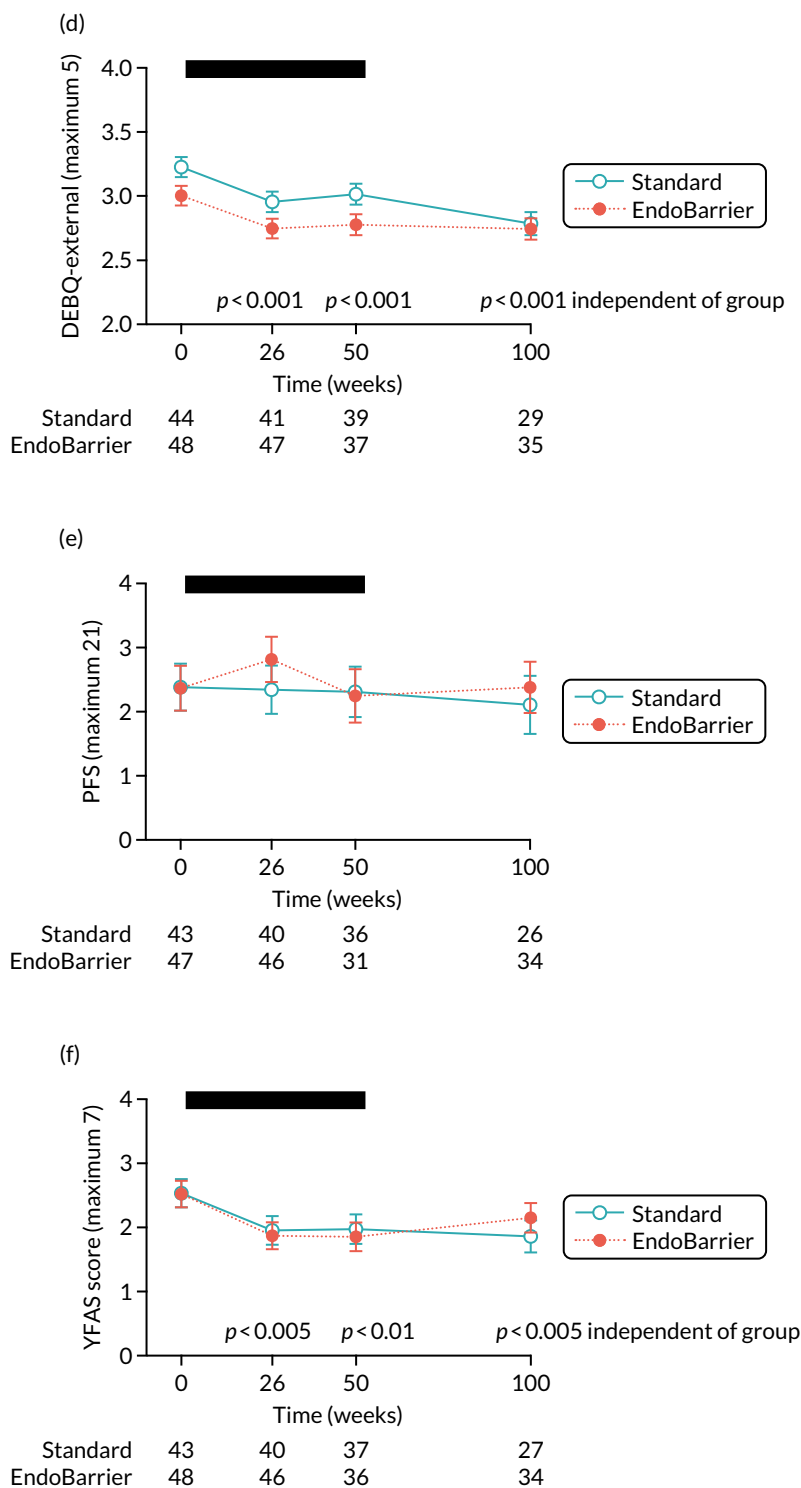 (d)
DEBQ-external (maximum 5)
4.0
3.5
3.0
2.5
2.0
p < 0.001 p < 0.001 p < 0.001 independent of group
0 26 50 100
Time (weeks)
Standard 44 41 39 29
EndoBarrier 48 47 37 35
Standard
EndoBarrier
(e)
PFS (maximum 21)
4
3
2
1
0
0 26 50 100
Time (weeks)
Standard 43 40 36 26
EndoBarrier 47 46 31 34
Standard
EndoBarrier
(f)
YFAS score (maximum 7)
4
3
2
1
0
p < 0.005 p < 0.01 p < 0.005 independent of group
0 26 50 100
Time (weeks)
Standard 43 40 37 27
EndoBarrier 48 46 36 34
Standard
EndoBarrier